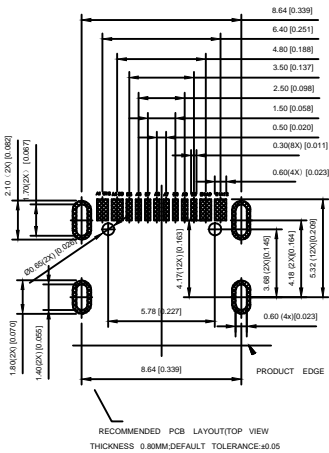 8.64 [0.339]
6.40 [0.251]
4.80 [0.188]
3.50 [0.137]
2.50 [0.098]
1.50 [0.058]
0.50 [0.020]
0.30(8X) [0.011]
0.60(4X) [0.023]
2.10 (2X) [0.082]
1.70(2X) [0.067]
Ø0.65(2X) [0.026]
4.17(12X) [0.163]
3.68 (2X)[0.145]
4.18 (2X)[0.164]
5.32 (12X)[0.209]
5.78 [0.227]
1.80(2X) [0.070]
1.40(2X) [0.055]
0.60 (4x)[0.023]
8.64 [0.339]
PRODUCT EDGE
RECOMMENDED PCB LAYOUT(TOP VIEW
THICKNESS 0.80MM;DEFAULT TOLERANCE:±0.05